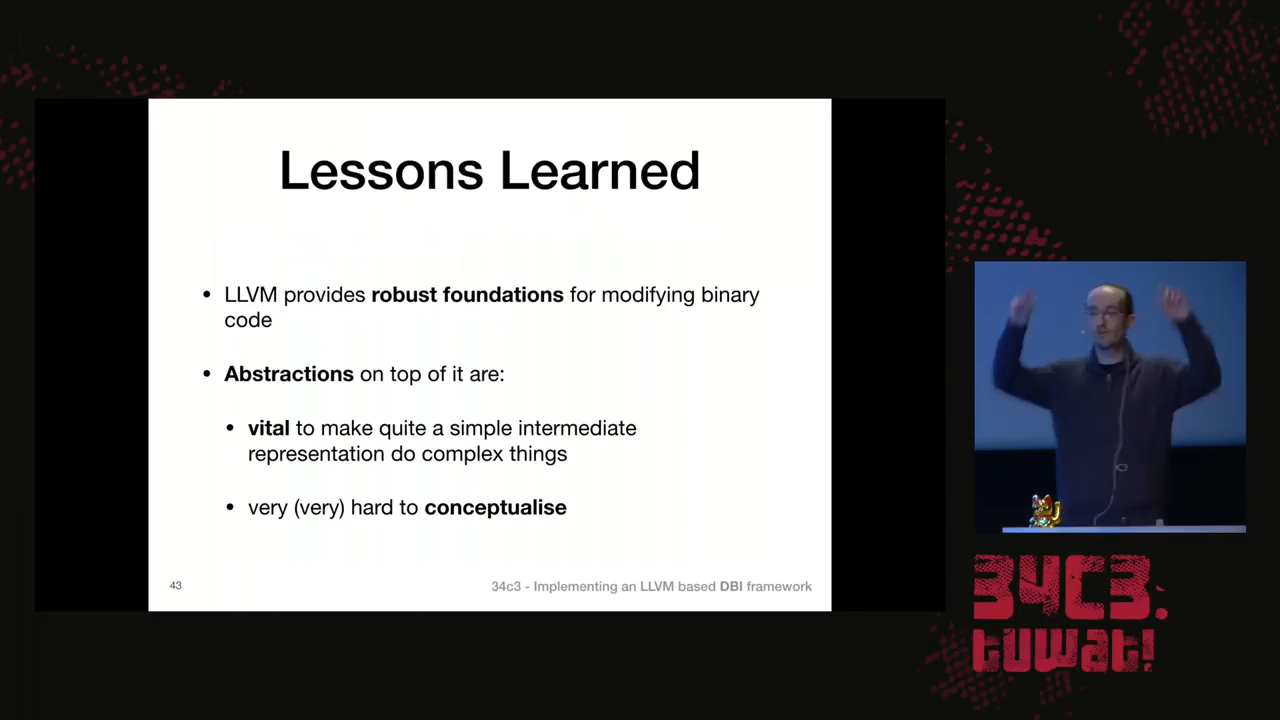 Lessons Learned
• LLVM provides robust foundations for modifying binary
code
• Abstractions on top of it are:
• vital to make quite a simple intermediate
representation do complex things
• very (very) hard to conceptualise
43
34c3 - Implementing an LLVM based DBI framework
34C3.
tuwat!